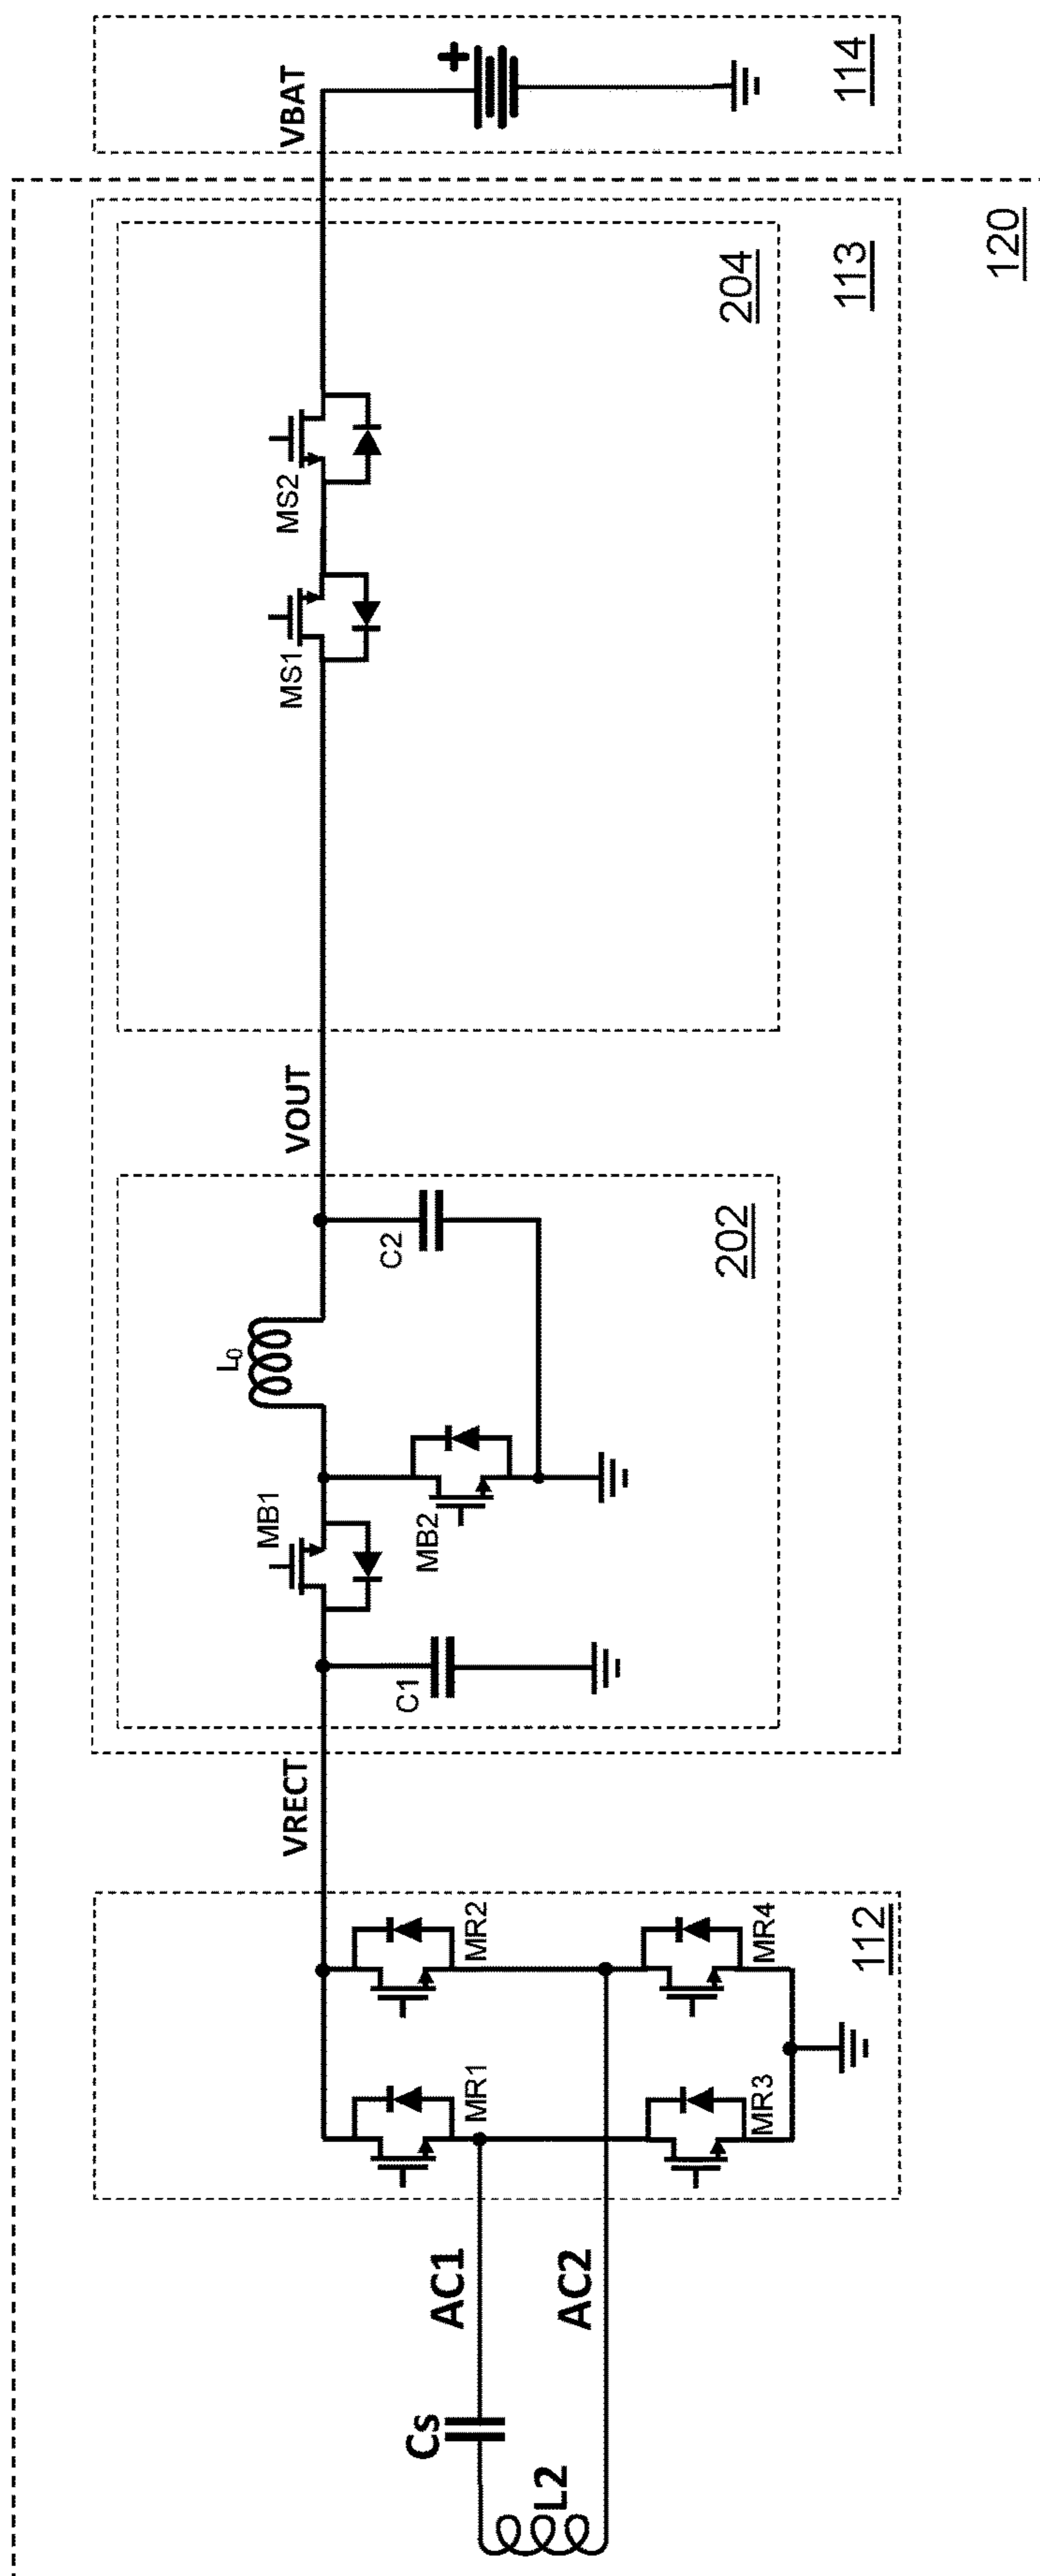 L2
Cs
AC1
AC2
MR1
MR2
MR3
MR4
112
VRECT
C1
MB1
MB2
L0
C2
202
VOUT
MS1
MS2
204
113
120
VBAT
+
114